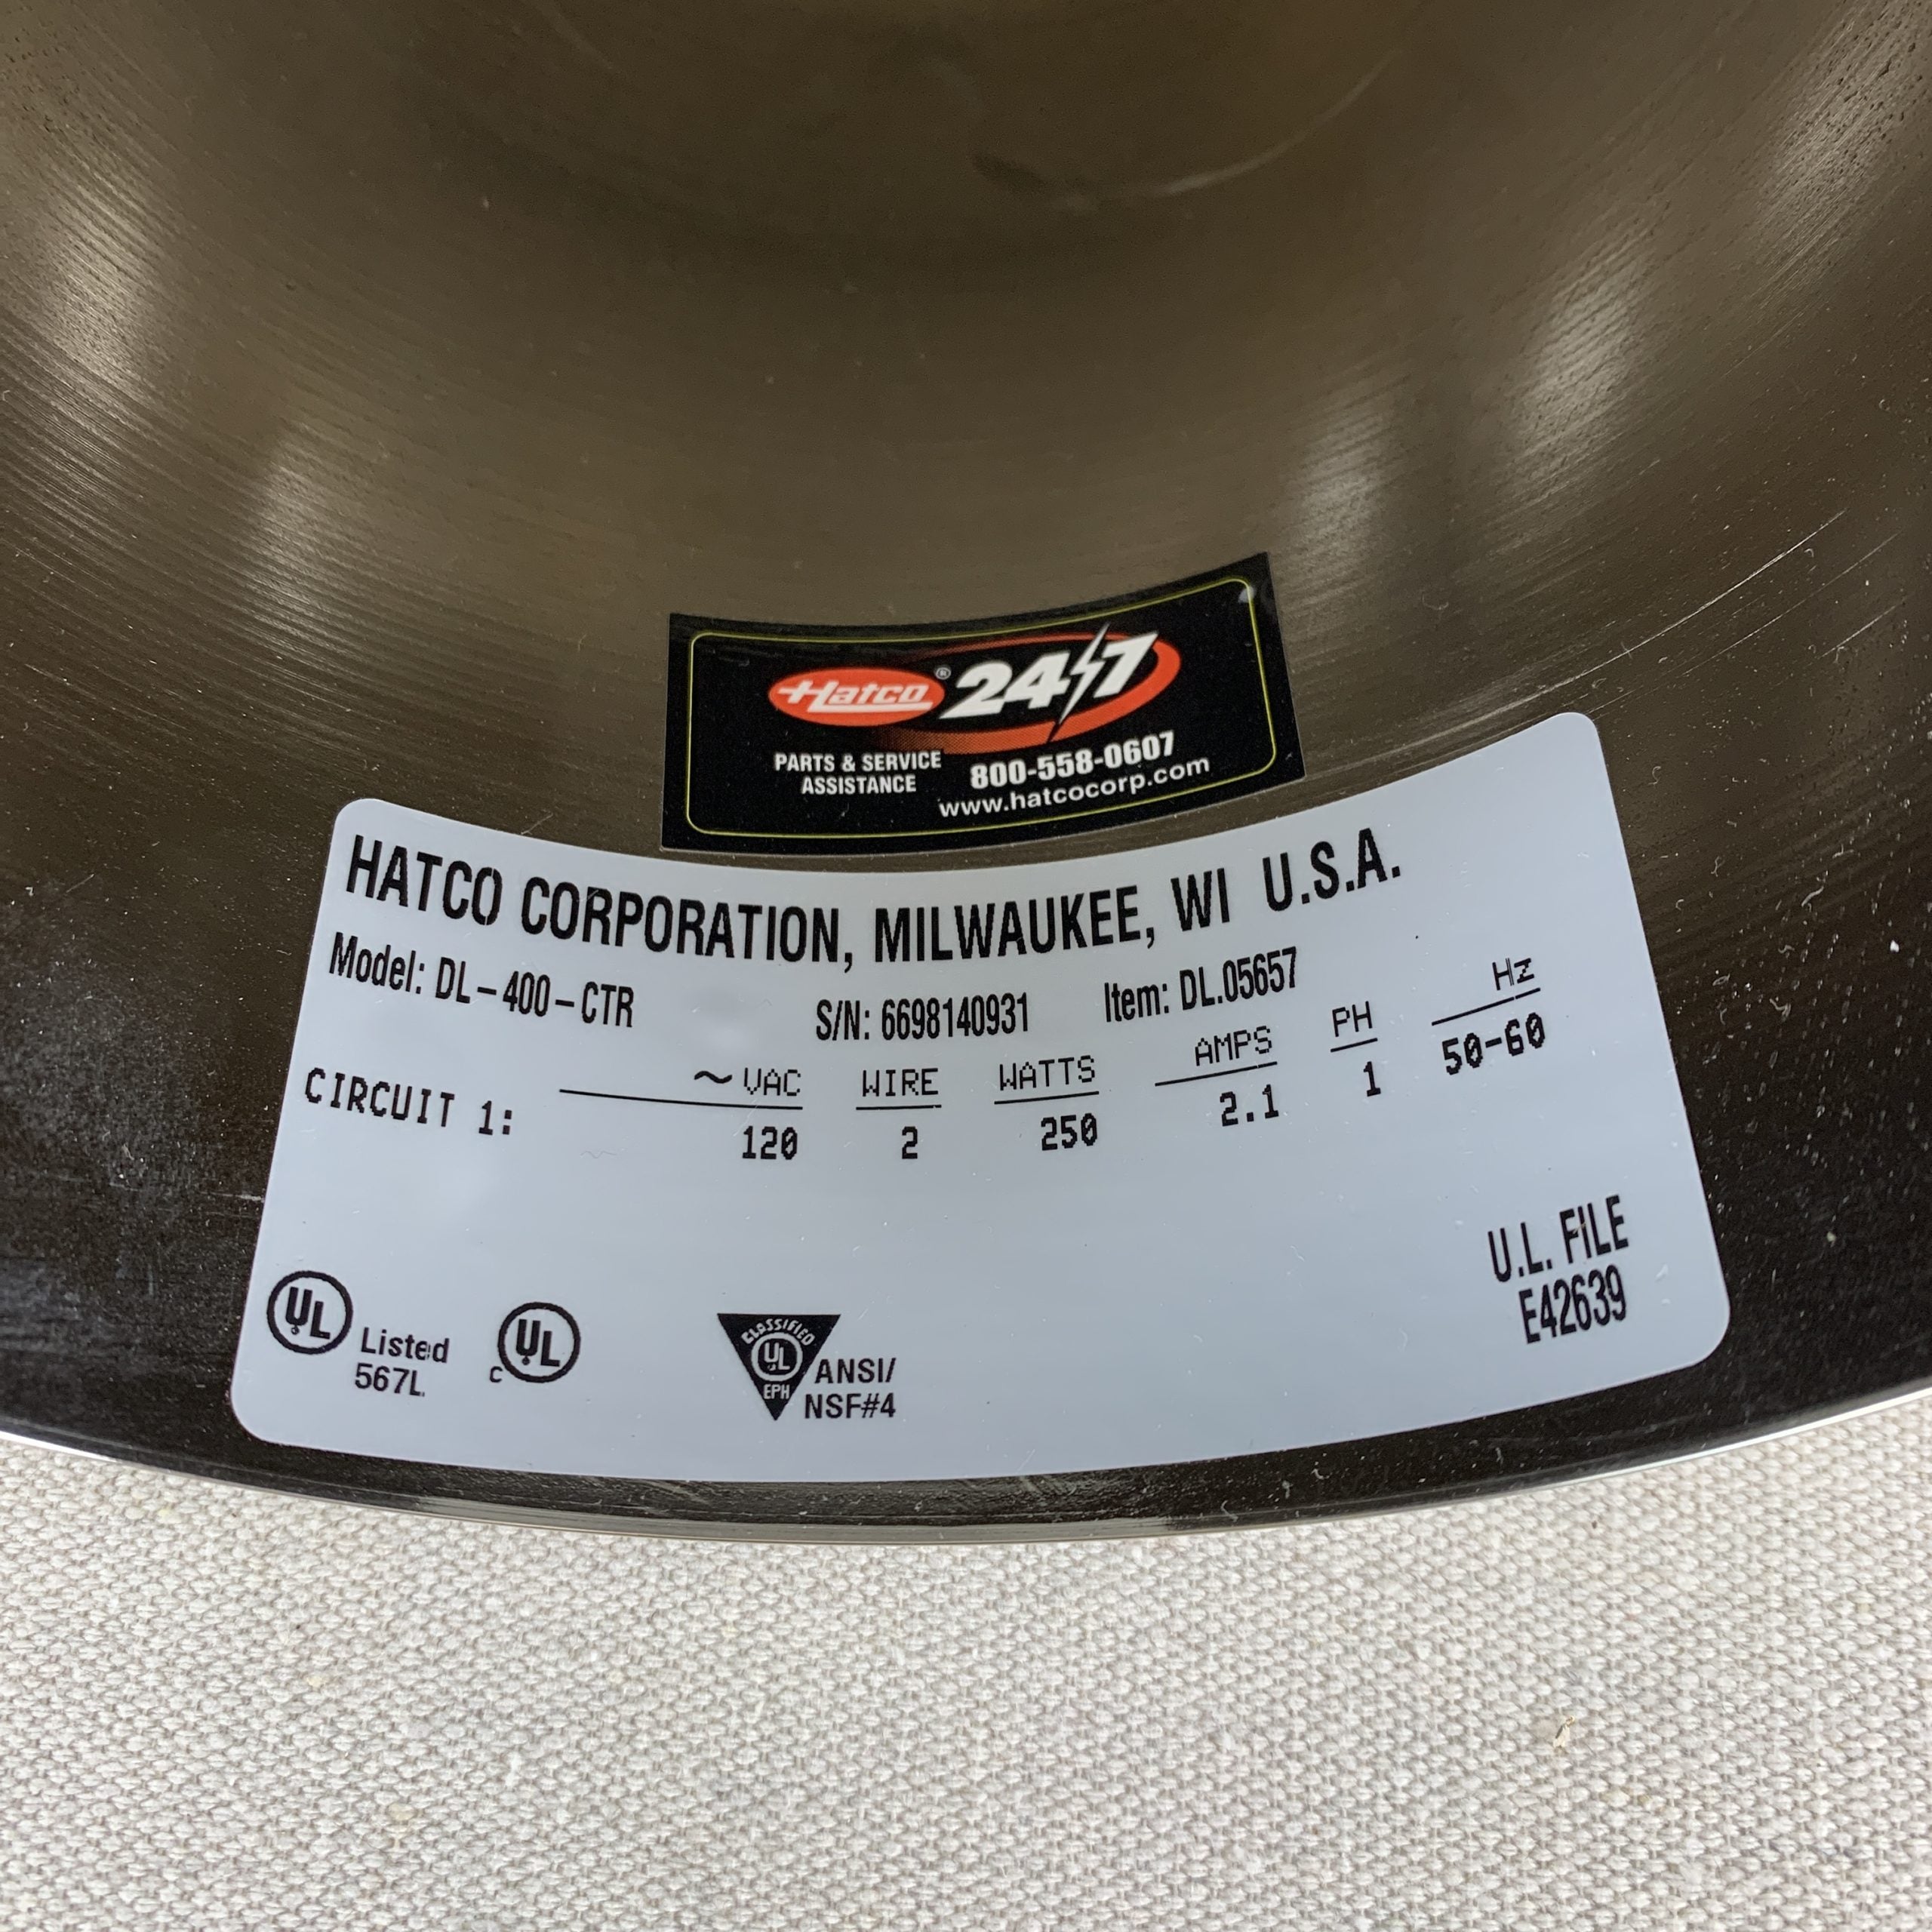 Hatco® 24/7
PARTS & SERVICE
ASSISTANCE
800-558-0607
www.hatcocorp.com
HATCO CORPORATION, MILWAUKEE, WI U.S.A.
Model: DL-400-CTR S/N: 6698140931 Item: DL.05657
~VAC WIRE WATTS AMPS PH Hz
CIRCUIT 1: 120 2 250 2.1 1 50-60
U.L. FILE
E42639
UL Listed
567L
c UL
CLASSIFIED
UL
EPH
ANSI/
NSF#4